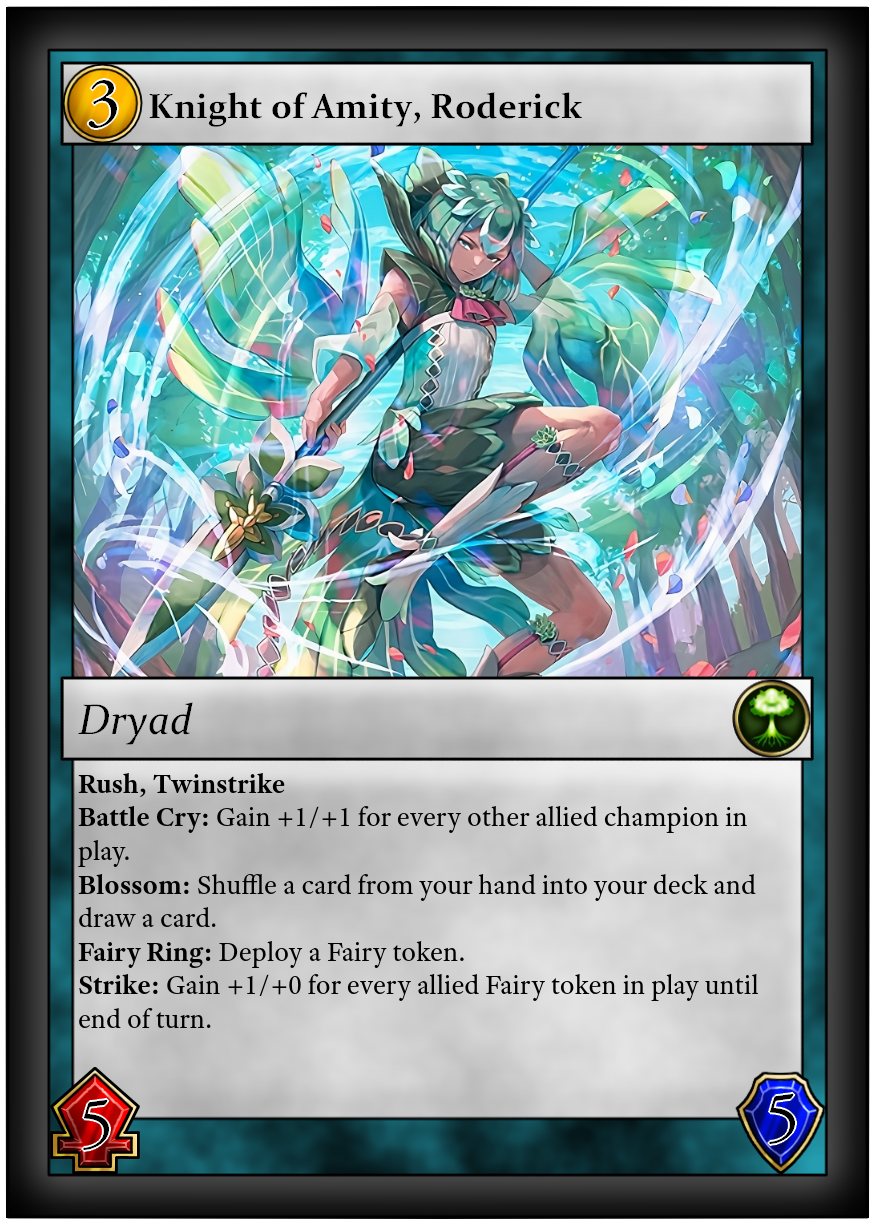 3 Knight of Amity, Roderick
Dryad
Rush, Twinstrike
Battle Cry: Gain +1/+1 for every other allied champion in
play.
Blossom: Shuffle a card from your hand into your deck and
draw a card.
Fairy Ring: Deploy a Fairy token.
Strike: Gain +1/+0 for every allied Fairy token in play until
end of turn.
5 5